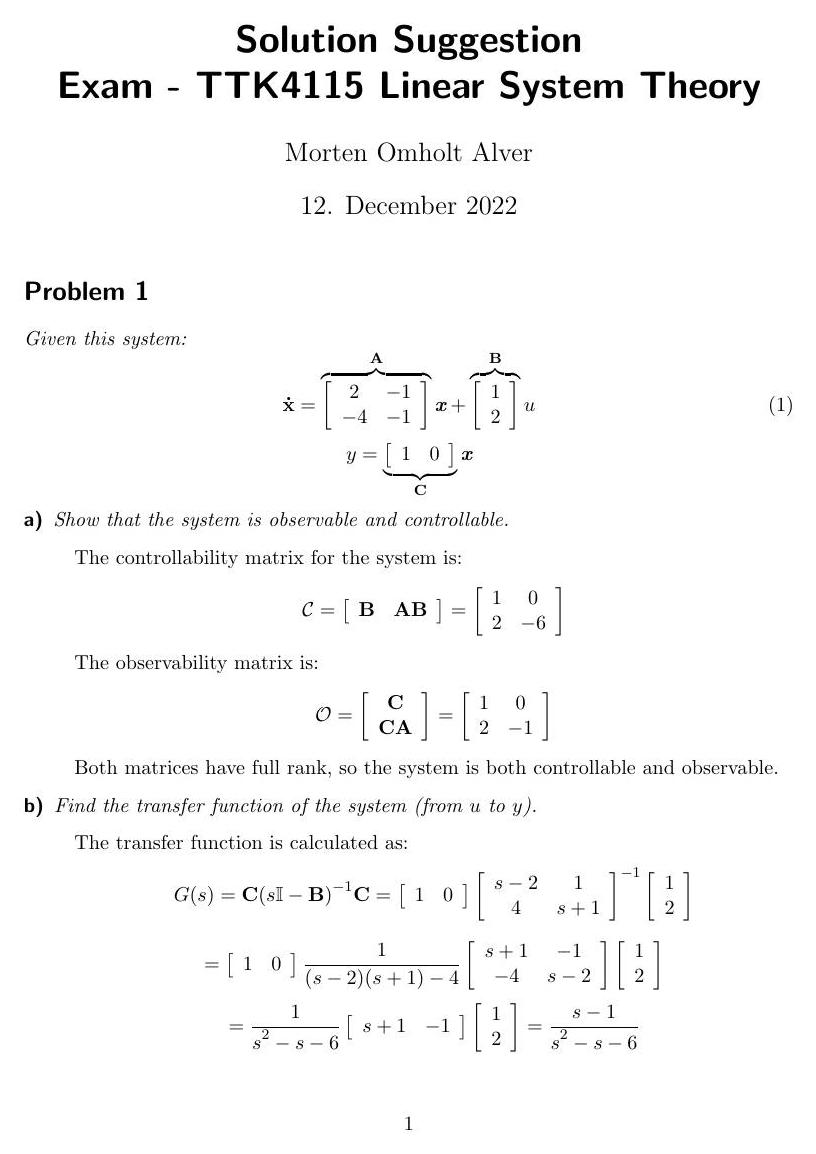 Solution Suggestion
Exam - TTK4115 Linear System Theory
Morten Omholt Alver
12. December 2022
Problem 1
Given this system:
ẋ = [ 2 −1 ; −4 −1 ] x + [ 1 ; 2 ] u (1)
A B
y = [ 1 0 ] x
C
a) Show that the system is observable and controllable.
The controllability matrix for the system is:
𝒞 = [ B AB ] = [ 1 0 ; 2 −6 ]
The observability matrix is:
𝒪 = [ C ; CA ] = [ 1 0 ; 2 −1 ]
Both matrices have full rank, so the system is both controllable and observable.
b) Find the transfer function of the system (from u to y).
The transfer function is calculated as:
G(s) = C(s𝕀 − B)⁻¹C = [ 1 0 ] [ s − 2 1 ; 4 s + 1 ]⁻¹ [ 1 ; 2 ]
= [ 1 0 ] 1/((s − 2)(s + 1) − 4) [ s + 1 −1 ; −4 s − 2 ] [ 1 ; 2 ]
= 1/(s² − s − 6) [ s + 1 −1 ] [ 1 ; 2 ] = (s − 1)/(s² − s − 6)
1